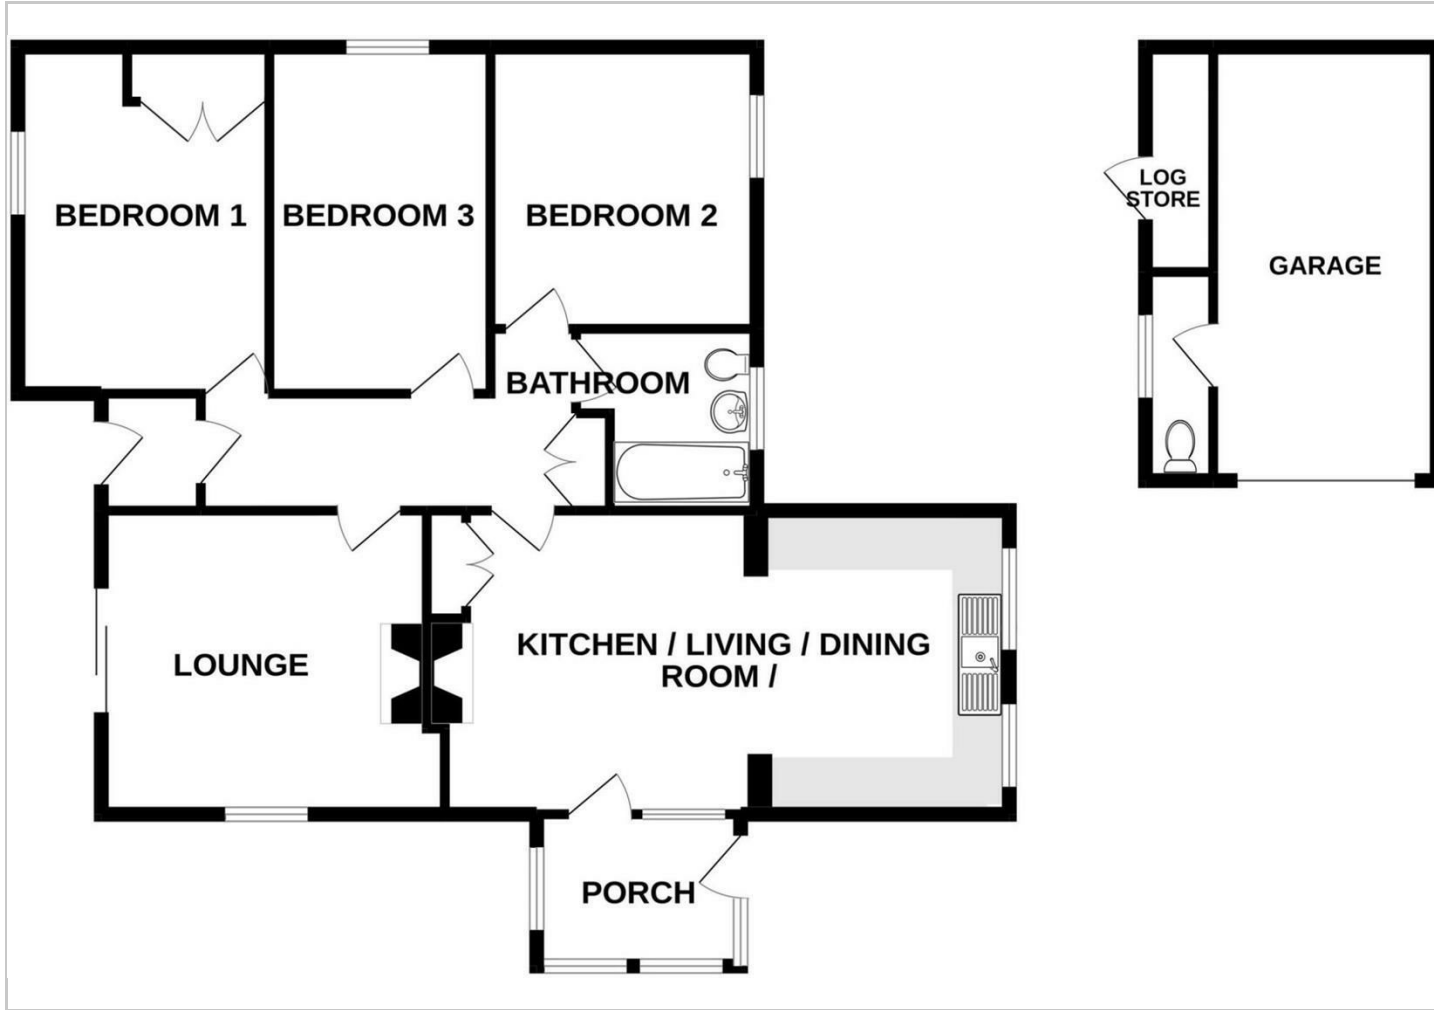 BEDROOM 1
BEDROOM 3
BEDROOM 2
LOG
STORE
GARAGE
BATHROOM
LOUNGE
KITCHEN / LIVING / DINING
ROOM /
PORCH